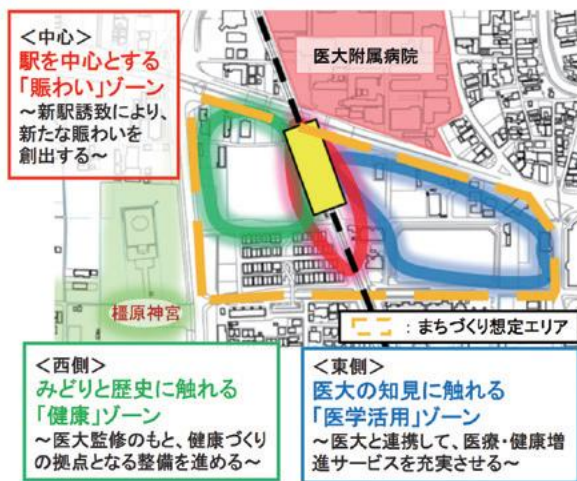 ＜中心＞
駅を中心とする
「賑わい」ゾーン
～新駅誘致により、
新たな賑わいを
創出する～
医大附属病院
橿原神宮
：まちづくり想定エリア
＜西側＞
みどりと歴史に触れる
「健康」ゾーン
～医大監修のもと、健康づくり
の拠点となる整備を進める～
＜東側＞
医大の知見に触れる
「医学活用」ゾーン
～医大と連携して、医療・健康増
進サービスを充実させる～